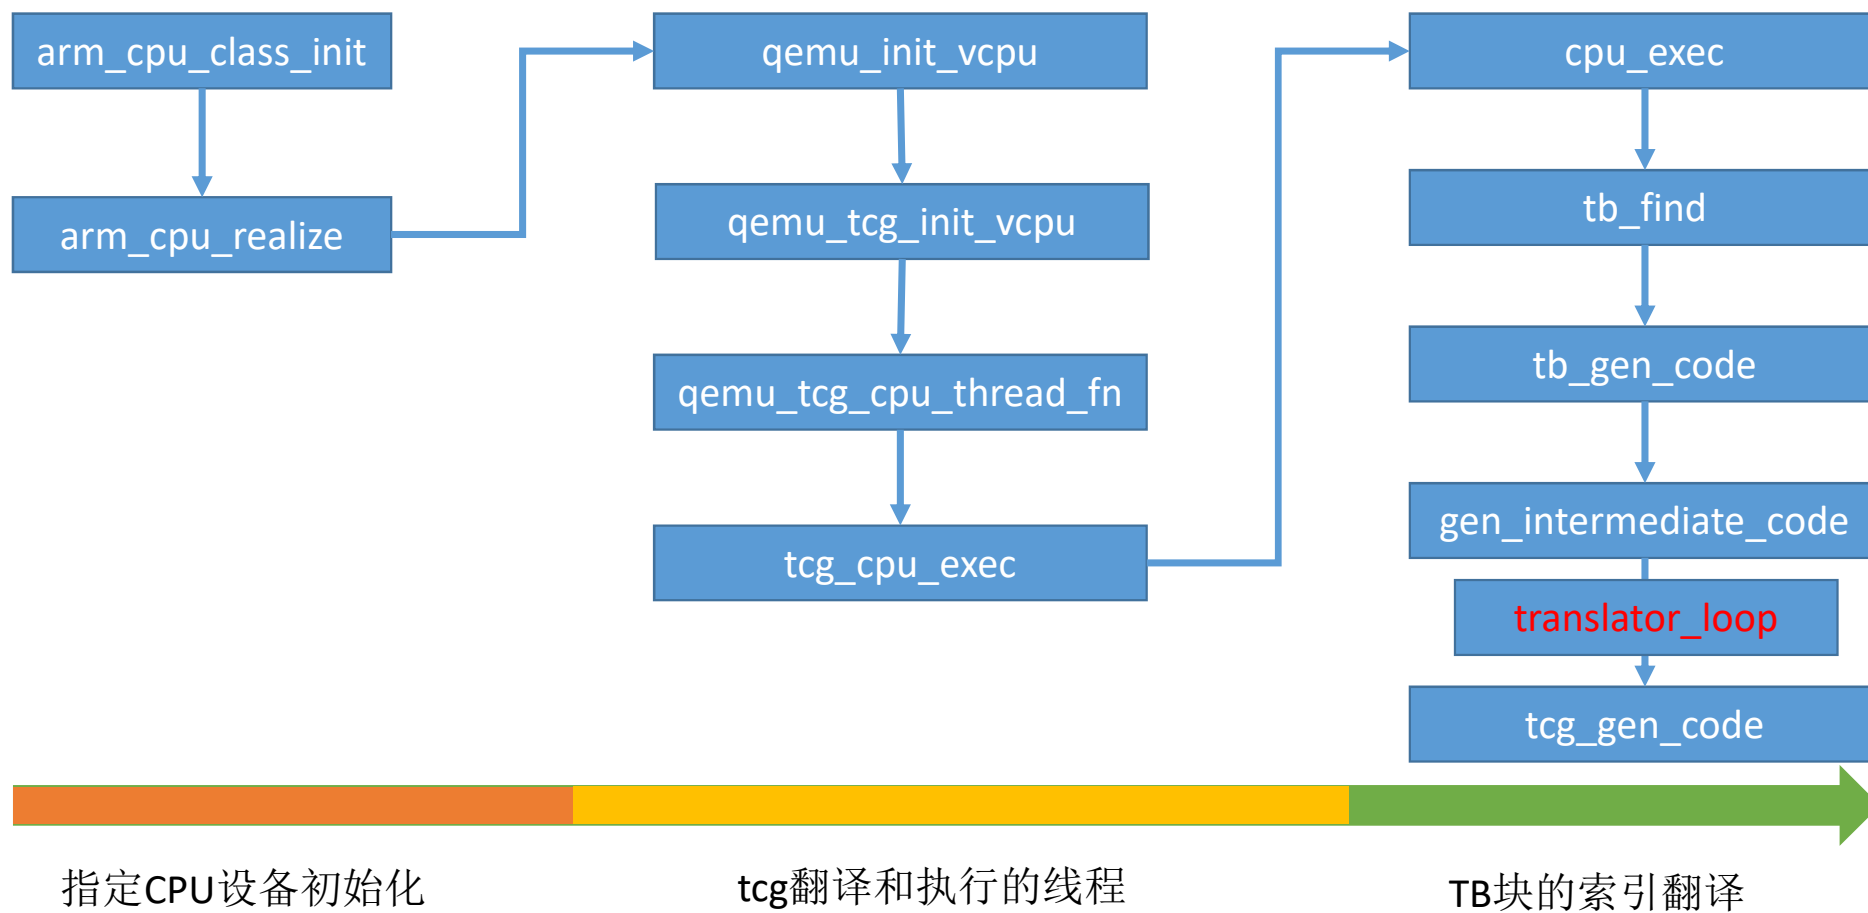 arm_cpu_class_init
arm_cpu_realize
qemu_init_vcpu
qemu_tcg_init_vcpu
qemu_tcg_cpu_thread_fn
tcg_cpu_exec
cpu_exec
tb_find
tb_gen_code
gen_intermediate_code
translator_loop
tcg_gen_code
指定CPU设备初始化
tcg翻译和执行的线程
TB块的索引翻译